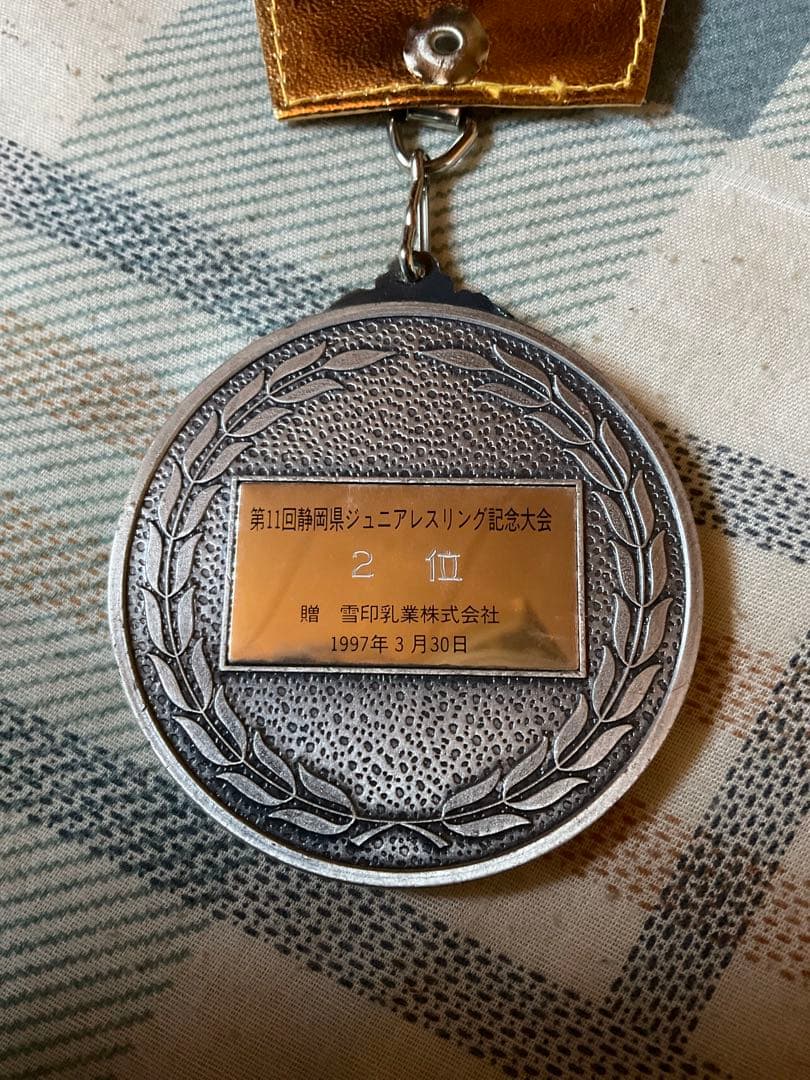 第11回静岡県ジュニアレスリング記念大会
2 位
贈 雪印乳業株式会社
1997年3月30日